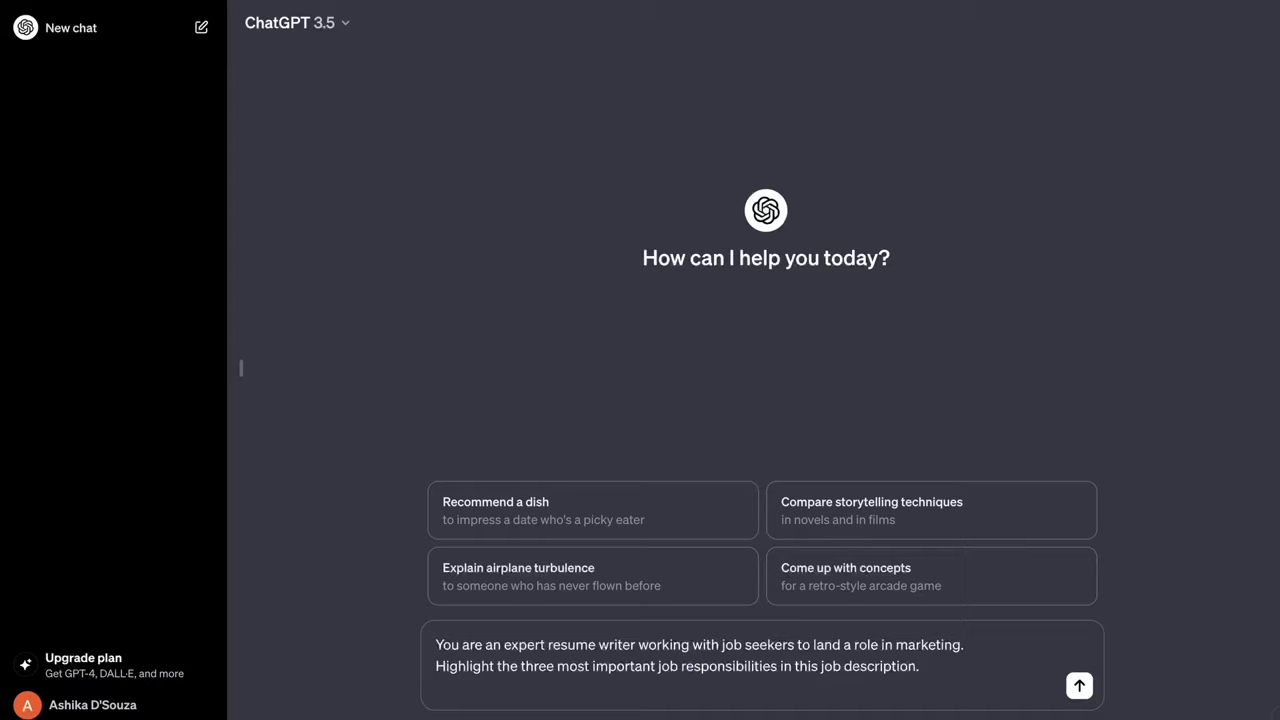 New chat
ChatGPT 3.5
How can I help you today?
Recommend a dish
to impress a date who's a picky eater
Compare storytelling techniques
in novels and in films
Explain airplane turbulence
to someone who has never flown before
Come up with concepts
for a retro-style arcade game
You are an expert resume writer working with job seekers to land a role in marketing.
Highlight the three most important job responsibilities in this job description.
Upgrade plan
Get GPT-4, DALL·E, and more
A
Ashika D'Souza